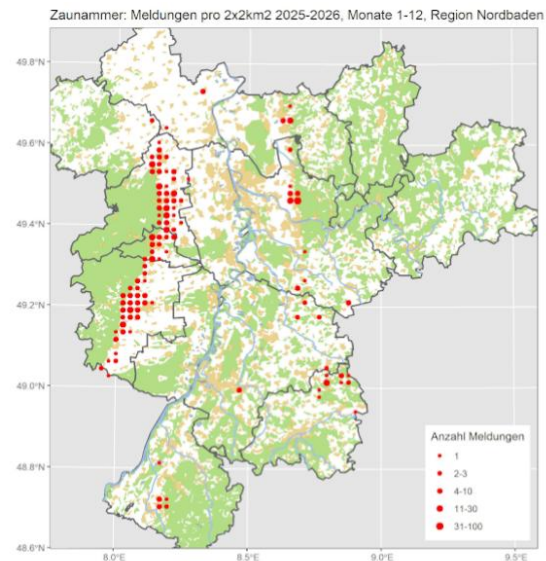 Zaunammer: Meldungen pro 2x2km2 2025-2026, Monate 1-12, Region Nordbaden
49.8°N
49.6°N
49.4°N
49.2°N
49.0°N
48.8°N
48.6°N
8.0°E
8.5°E
9.0°E
9.5°E
Anzahl Meldungen
1
2-3
4-10
11-30
31-100